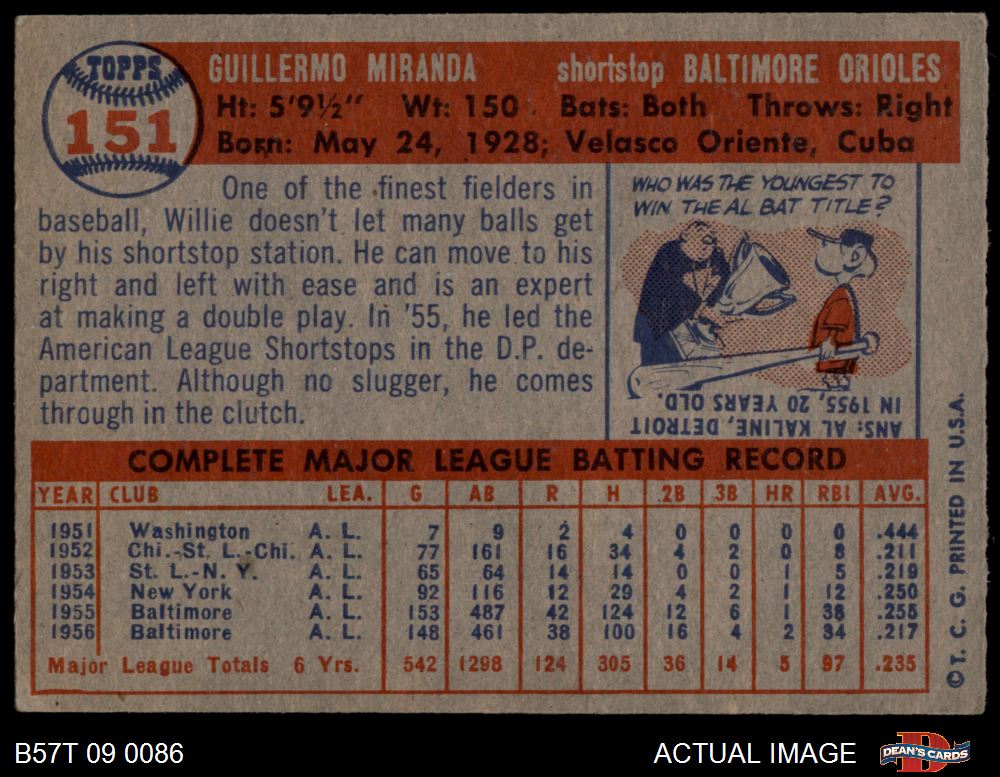 TOPPS
151
GUILLERMO MIRANDA shortstop BALTIMORE ORIOLES
Ht: 5'9½" Wt: 150 Bats: Both Throws: Right
Born: May 24, 1928; Velasco Oriente, Cuba
One of the finest fielders in
baseball, Willie doesn't let many balls get
by his shortstop station. He can move to his
right and left with ease and is an expert
at making a double play. In '55, he led the
American League Shortstops in the D.P. de-
partment. Although no slugger, he comes
through in the clutch.
WHO WAS THE YOUNGEST TO
WIN THE AL BAT TITLE?
ANS: AL KALINE, DETROIT
IN 1955, 20 YEARS OLD.
COMPLETE MAJOR LEAGUE BATTING RECORD
YEAR CLUB LEA. G AB R H 2B 3B HR RBI AVG.
1951 Washington A. L. 7 9 2 4 0 0 0 0 .444
1952 Chi.-St. L.-Chi. A. L. 77 161 16 34 4 2 0 8 .211
1953 St. L.-N. Y. A. L. 65 64 14 14 0 0 1 5 .219
1954 New York A. L. 92 116 12 29 4 2 1 12 .250
1955 Baltimore A. L. 153 487 42 124 12 6 1 38 .255
1956 Baltimore A. L. 148 461 38 100 16 4 2 34 .217
Major League Totals 6 Yrs. 542 1298 124 305 36 14 5 97 .235
©T. C. G. PRINTED IN U.S.A.
B57T 09 0086 ACTUAL IMAGE DEAN'S CARDS